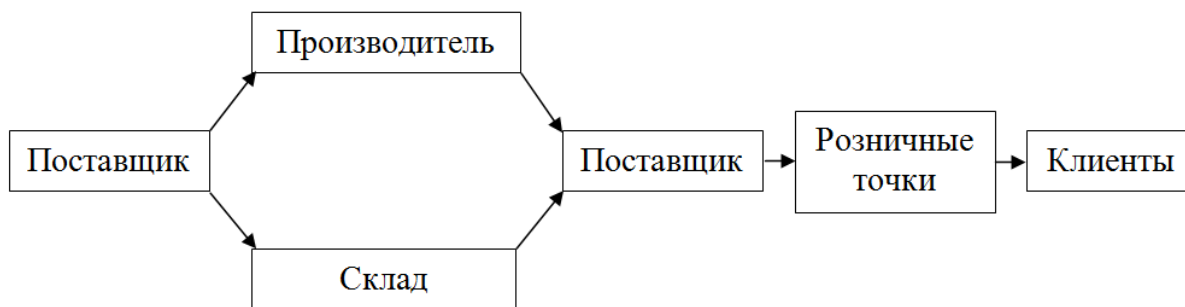 Производитель
Поставщик
Поставщик
Розничные
точки
Клиенты
Склад